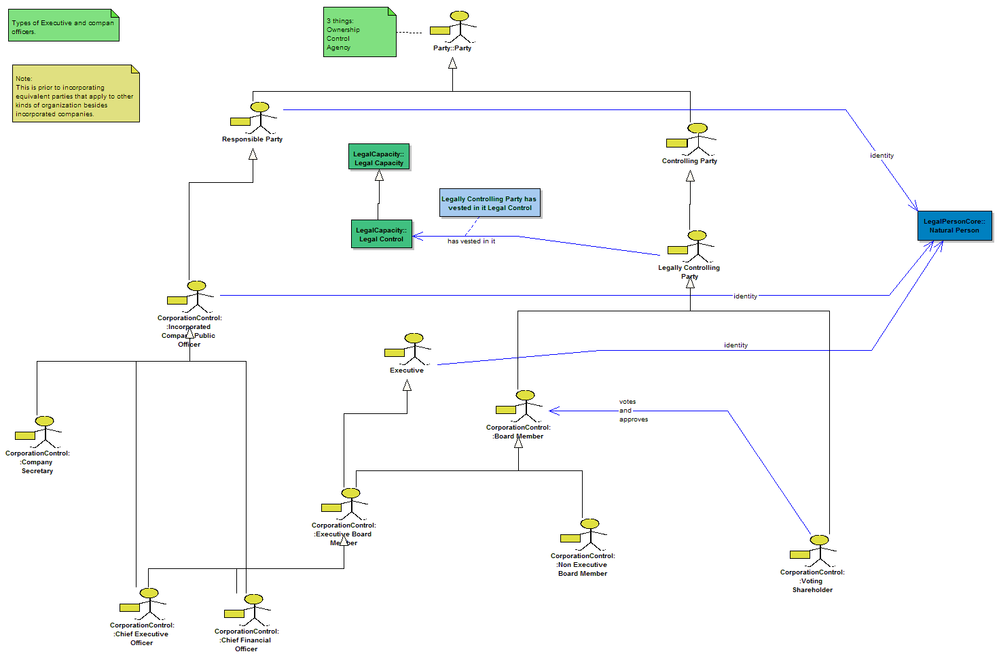 Types of Executive and compan
officers.
3 things:
Ownership
Control
Agency
Party::Party
Note:
This is prior to incorporating
equivalent parties that apply to other
kinds of organization besides
incorporated companies.
Responsible Party
Controlling Party
identity
LegalCapacity::
Legal Capacity
Legally Controlling Party has
vested in it Legal Control
LegalCapacity::
Legal Control
has vested in it
LegalPersonCore::
Natural Person
Legally Controlling
Party
identity
CorporationControl:
:Incorporated
Company Public
Officer
identity
Executive
votes
and
approves
CorporationControl:
:Board Member
CorporationControl:
:Company
Secretary
CorporationControl:
:Executive Board
Member
CorporationControl:
:Non Executive
Board Member
CorporationControl:
:Voting
Shareholder
CorporationControl:
:Chief Executive
Officer
CorporationControl:
:Chief Financial
Officer